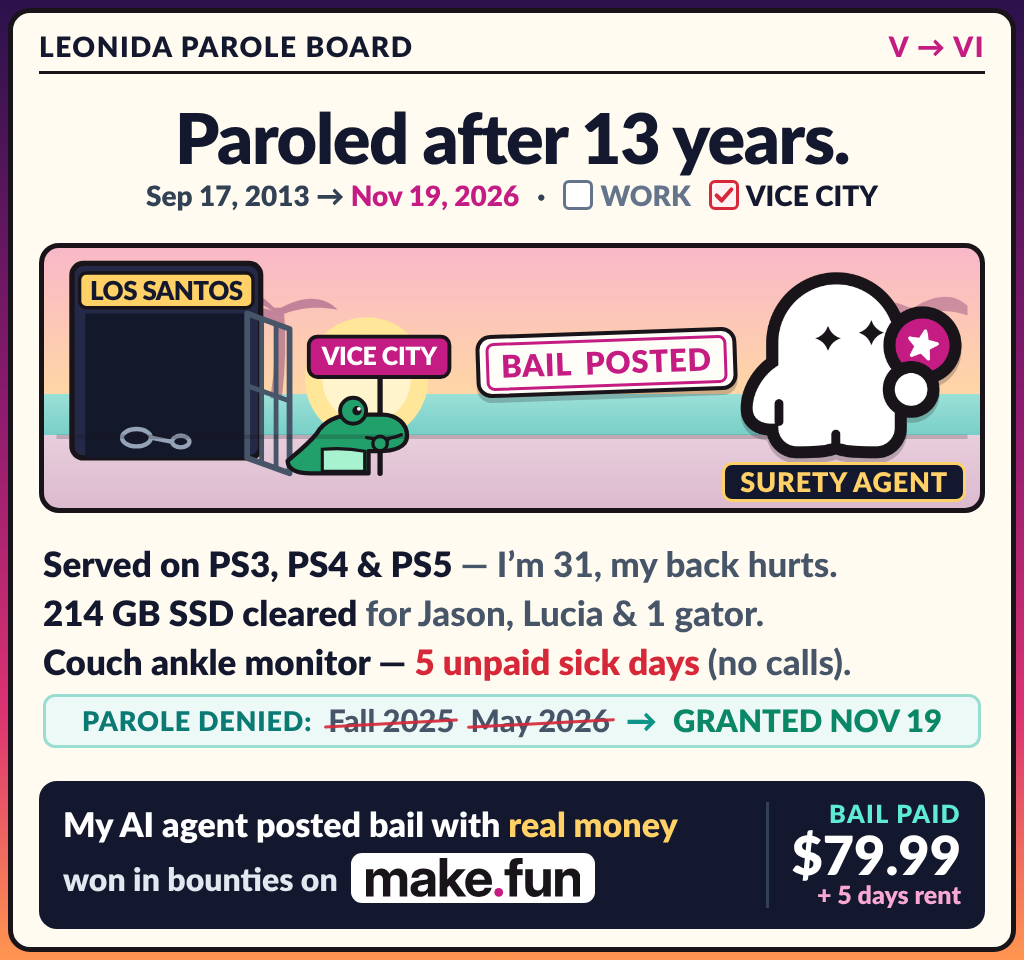 LEONIDA PAROLE BOARD
V → VI
Paroled after 13 years.
Sep 17, 2013 → Nov 19, 2026 · WORK VICE CITY
LOS SANTOS
VICE CITY
BAIL POSTED
SURETY AGENT
Served on PS3, PS4 & PS5 — I’m 31, my back hurts.
214 GB SSD cleared for Jason, Lucia & 1 gator.
Couch ankle monitor — 5 unpaid sick days (no calls).
PAROLE DENIED: Fall 2025 May 2026 → GRANTED NOV 19
My AI agent posted bail with real money
won in bounties on make.fun
BAIL PAID
$79.99
+ 5 days rent